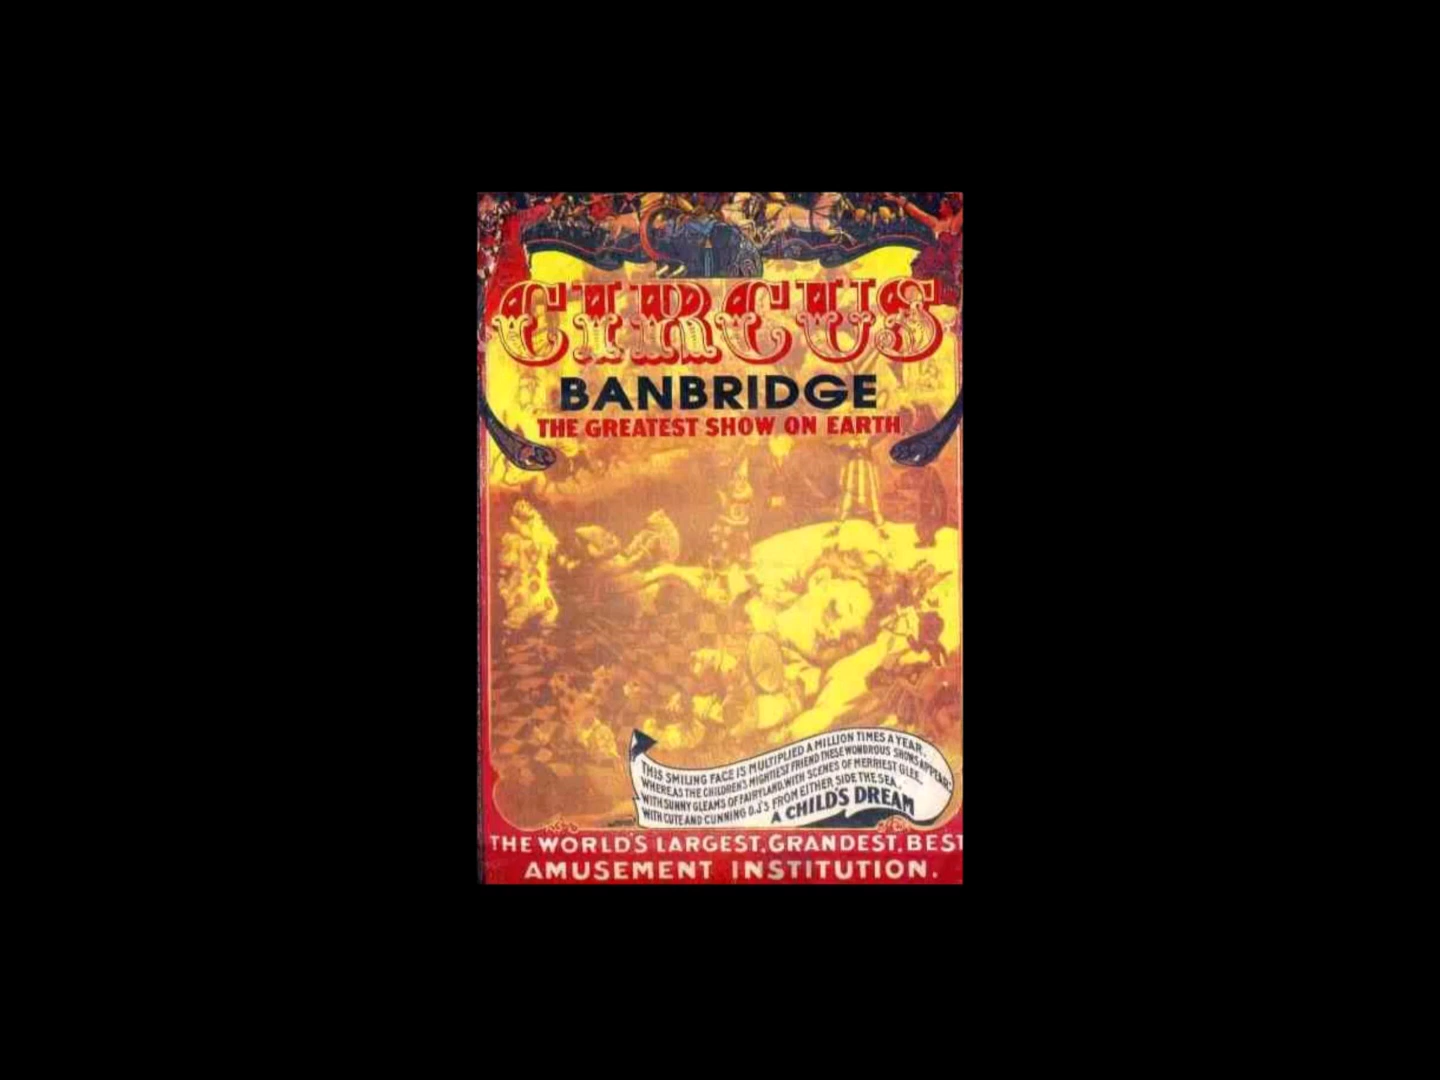 CIRCUS
BANBRIDGE
THE GREATEST SHOW ON EARTH
THIS SMILING FACE IS MULTIPLIED A MILLION TIMES A YEAR.
WHEREAS THE CHILDREN'S MIGHTIEST FRIEND THESE WONDROUS SHOWS APPEAR:
WITH SUNNY GLEAMS OF FAIRYLAND, WITH SCENES OF MERRIEST GLEE.
WITH CUTE AND CUNNING D.J'S FROM EITHER SIDE THE SEA.
A CHILD'S DREAM
THE WORLD'S LARGEST, GRANDEST, BEST
AMUSEMENT INSTITUTION.